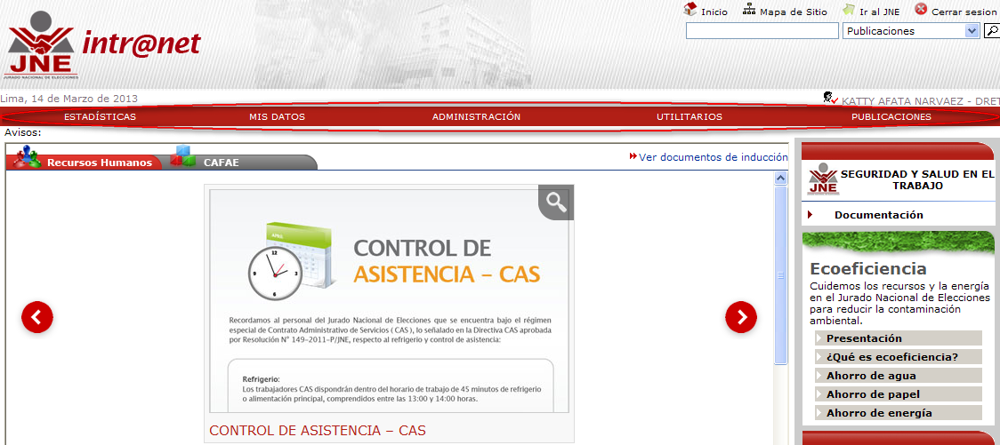 Inicio Mapa de Sitio Ir al JNE Cerrar sesion
JNE
JURADO NACIONAL DE ELECCIONES
intr@net
Publicaciones
Lima, 14 de Marzo de 2013
KATTY AFATA NARVAEZ - DRET
ESTADÍSTICAS MIS DATOS ADMINISTRACIÓN UTILITARIOS PUBLICACIONES
Avisos:
Recursos Humanos CAFAE
Ver documentos de inducción
APRIL
12
3
6
9
CONTROL DE
ASISTENCIA – CAS
Recordamos al personal del Jurado Nacional de Elecciones que se encuentra bajo el régimen
especial de Contrato Administrativo de Servicios ( CAS ), lo señalado en la Directiva CAS aprobada
por Resolución N° 149-2011-P/JNE, respecto al refrigerio y control de asistencia:
Refrigerio:
Los trabajadores CAS dispondrán dentro del horario de trabajo de 45 minutos de refrigerio
o alimentación principal, comprendidos entre las 13:00 y 14:00 horas.
CONTROL DE ASISTENCIA – CAS
JNE
SEGURIDAD Y SALUD EN EL
TRABAJO
Documentación
Ecoeficiencia
Cuidemos los recursos y la energía
en el Jurado Nacional de Elecciones
para reducir la contaminación
ambiental.
Presentación
¿Qué es ecoeficiencia?
Ahorro de agua
Ahorro de papel
Ahorro de energía